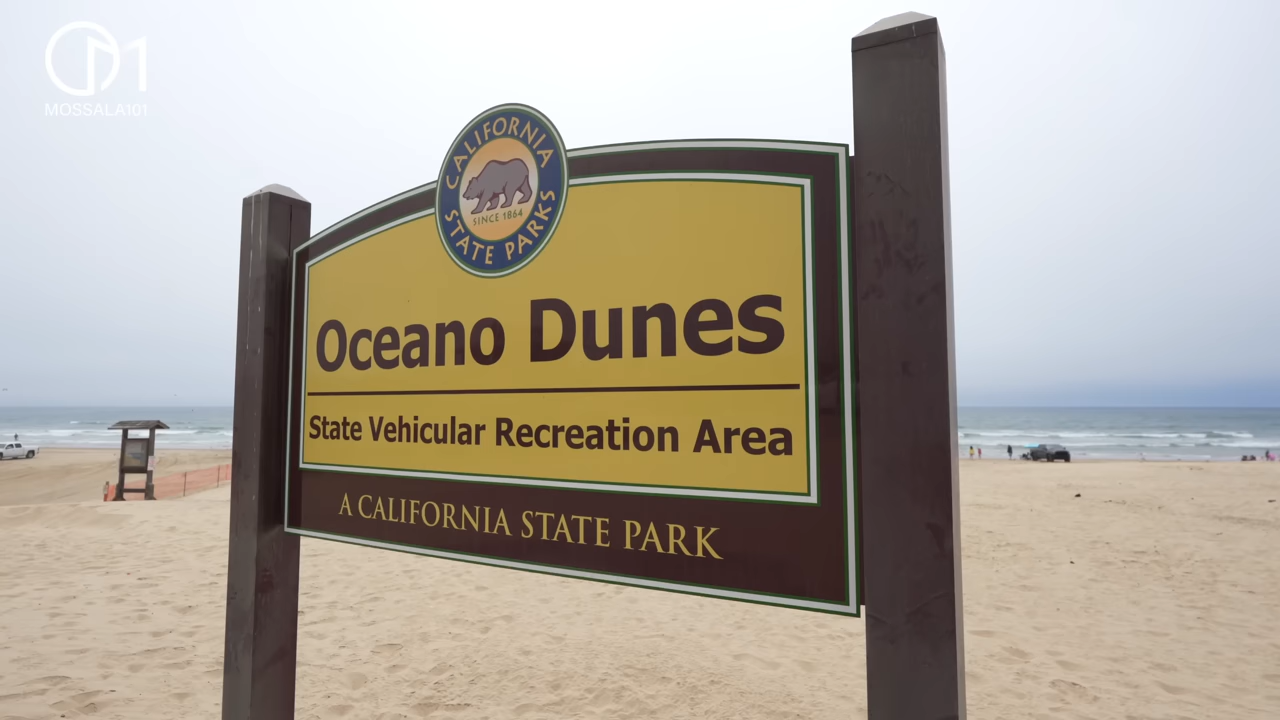 MOSSALA101
CALIFORNIA
SINCE 1864
STATE PARKS
Oceano Dunes
State Vehicular Recreation Area
A CALIFORNIA STATE PARK